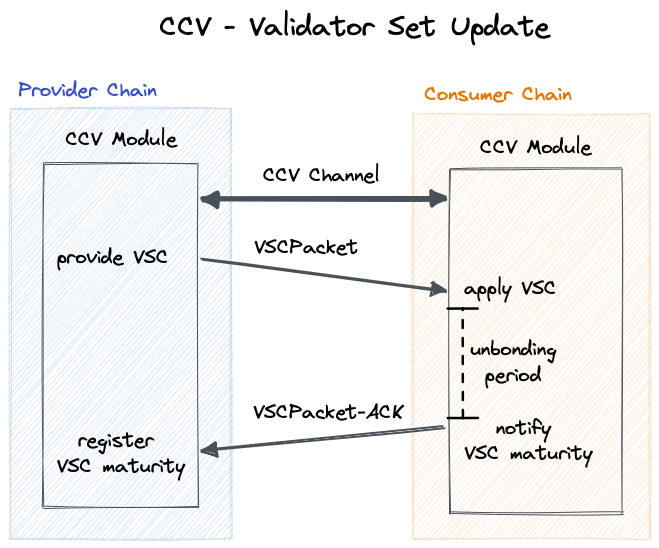 CCV - Validator Set Update
Provider Chain
Consumer Chain
CCV Module
CCV Module
CCV Channel
VSCPacket
provide VSC
apply VSC
unbonding
period
VSCPacket-ACK
register
VSC maturity
notify
VSC maturity